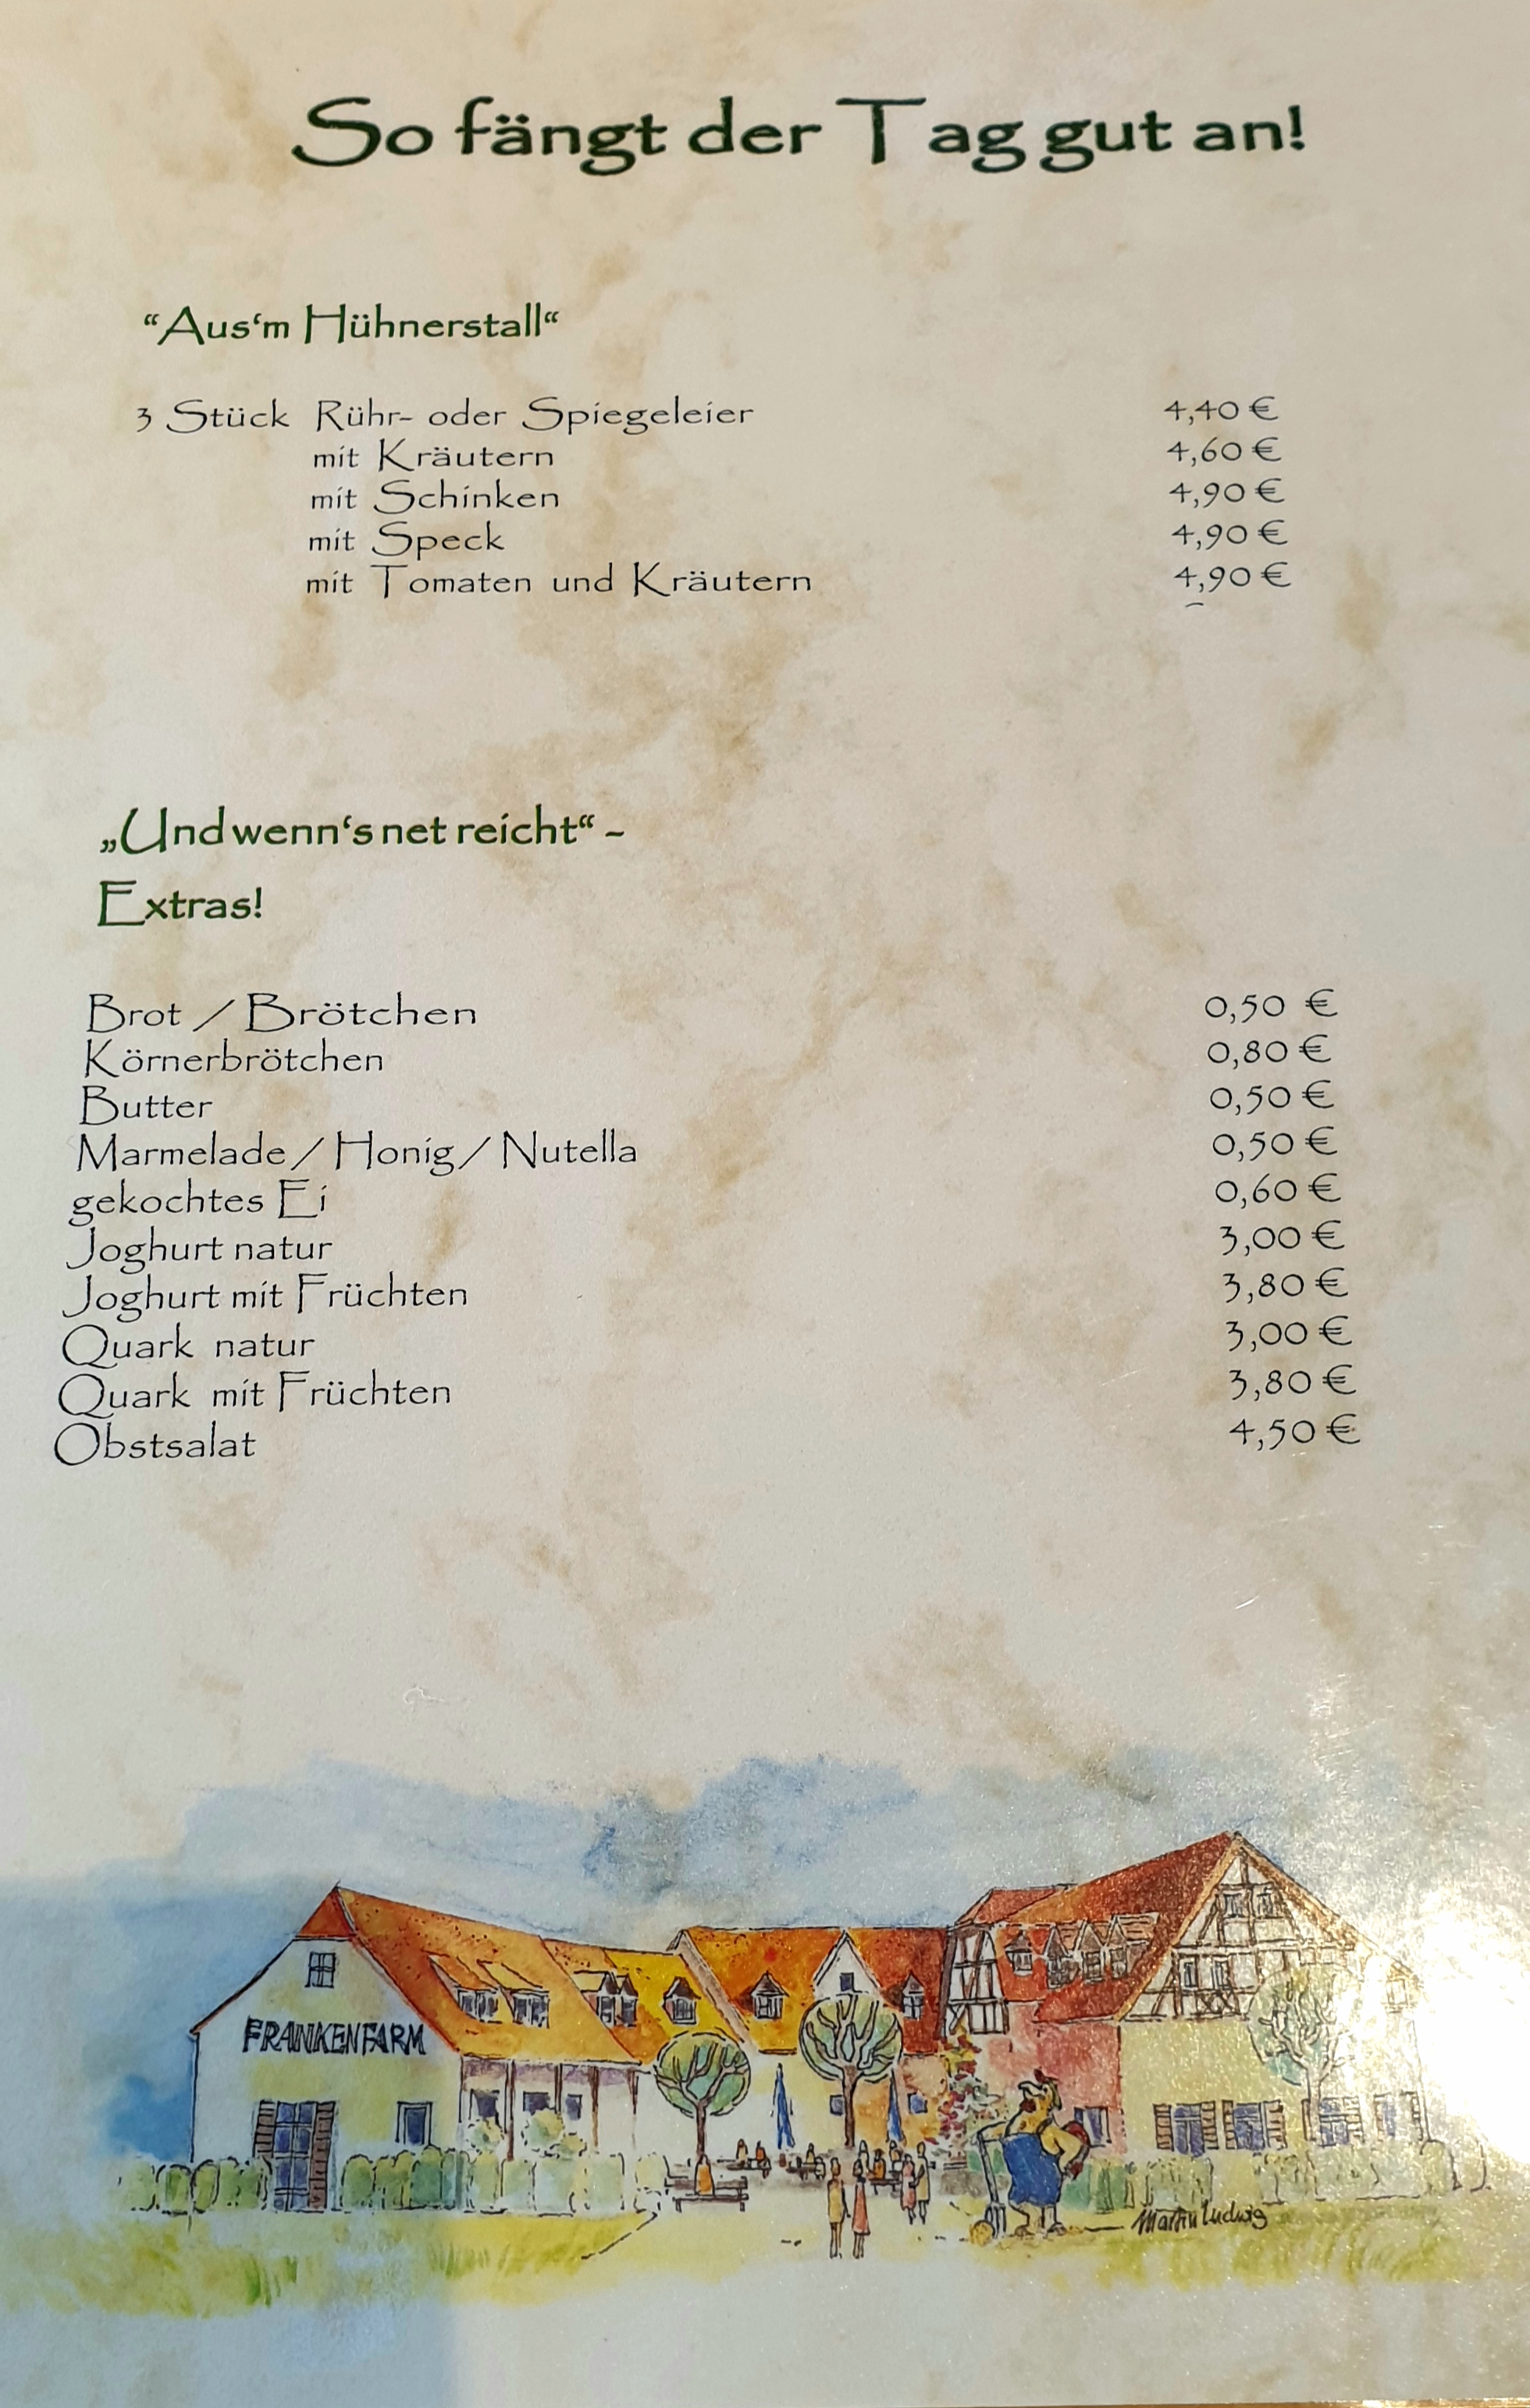 So fängt der Tag gut an!
“Aus‘m Hühnerstall“
3 Stück Rühr- oder Spiegeleier 4,40 €
mit Kräutern 4,60 €
mit Schinken 4,90 €
mit Speck 4,90 €
mit Tomaten und Kräutern 4,90 €
„Und wenn‘s net reicht“ –
Extras!
Brot / Brötchen 0,50 €
Körnerbrötchen 0,80 €
Butter 0,50 €
Marmelade / Honig / Nutella 0,50 €
gekochtes Ei 0,60 €
Joghurt natur 3,00 €
Joghurt mit Früchten 3,80 €
Quark natur 3,00 €
Quark mit Früchten 3,80 €
Obstsalat 4,50 €
FRANKENFARM
Martin Ludwig